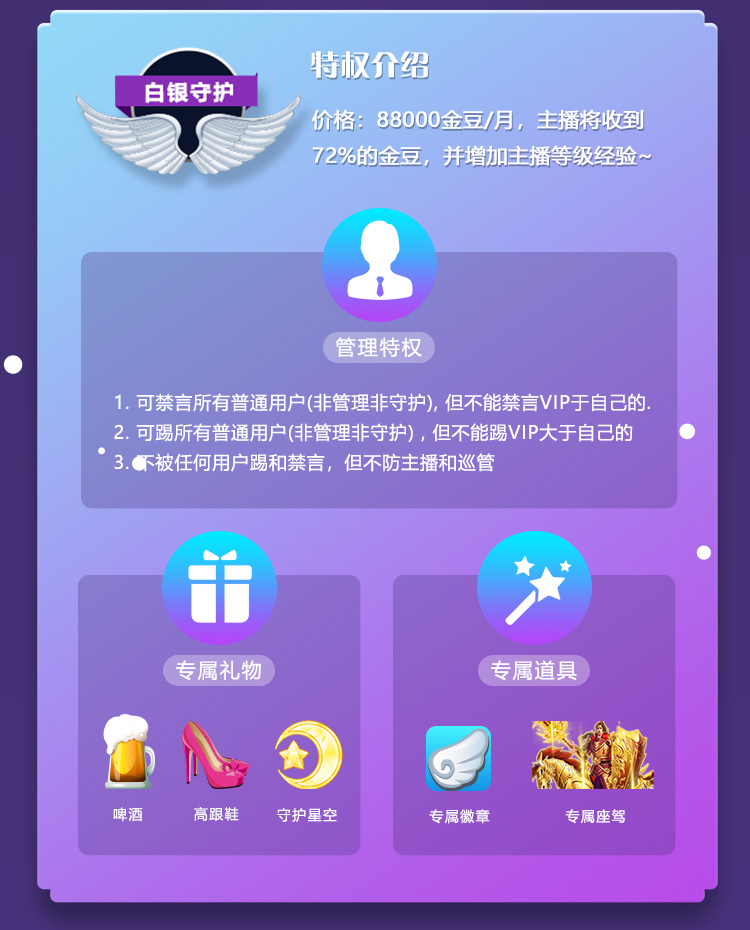 白银守护
特权介绍
价格：88000金豆/月，主播将收到
72%的金豆，并增加主播等级经验~
管理特权
1. 可禁言所有普通用户(非管理非守护), 但不能禁言VIP于自己的.
2. 可踢所有普通用户(非管理非守护) , 但不能踢VIP大于自己的
3. 不被任何用户踢和禁言，但不防主播和巡管
专属礼物
专属道具
啤酒
高跟鞋
守护星空
专属徽章
专属座驾